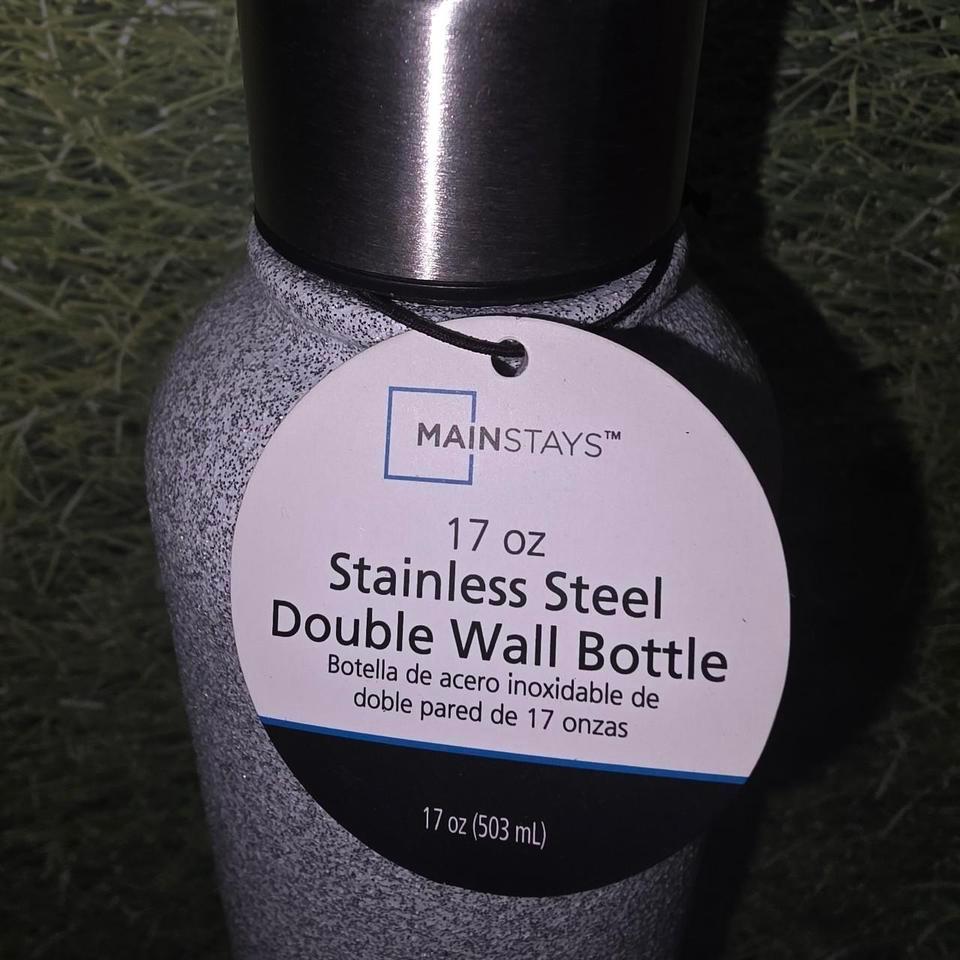 MAINSTAYS™
17 oz
Stainless Steel
Double Wall Bottle
Botella de acero inoxidable de
doble pared de 17 onzas
17 oz (503 mL)